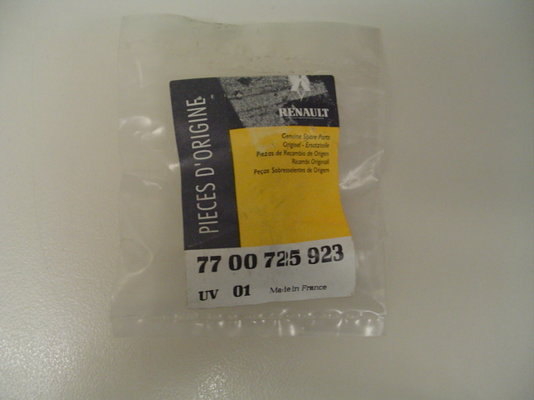 PIECES D'ORIGINE
RENAULT
Genuine Spare Parts
Original - Ersatzteile
Piezas de Recambio de Origen
Ricambi Originali
Peças Sobresselentes de Origem
77 00 725 923
UV 01 Made in France